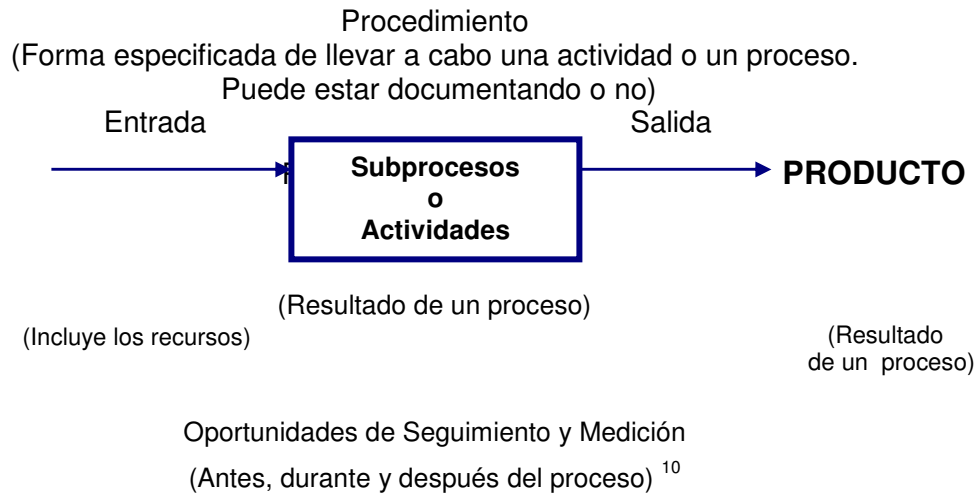 Procedimiento
(Forma especificada de llevar a cabo una actividad o un proceso.
Puede estar documentando o no)
Entrada
Salida
Subprocesos
o
Actividades
PRODUCTO
(Resultado de un proceso)
(Incluye los recursos)
(Resultado
de un proceso)
Oportunidades de Seguimiento y Medición
(Antes, durante y después del proceso) 10